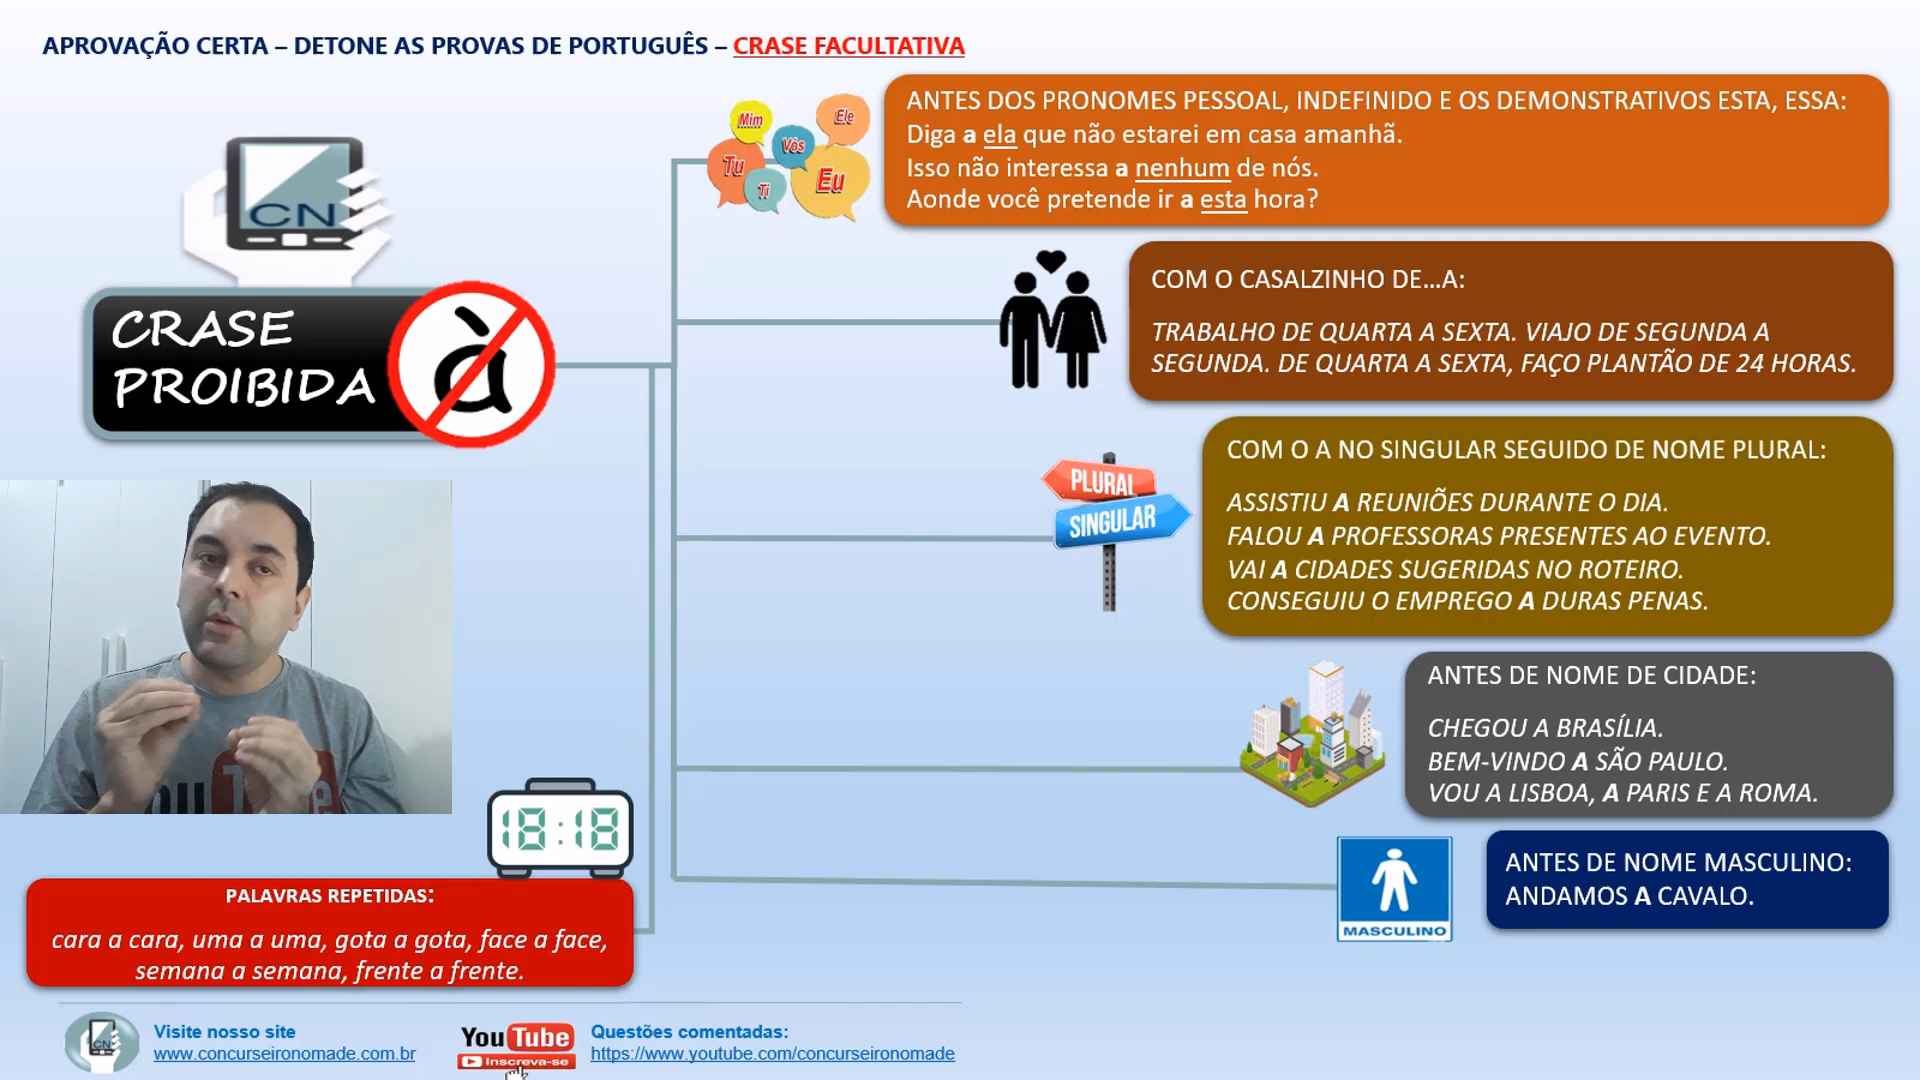 APROVAÇÃO CERTA – DETONE AS PROVAS DE PORTUGUÊS – CRASE FACULTATIVA
Mim
Ele
Vós
Tu
Ti
Eu
ANTES DOS PRONOMES PESSOAL, INDEFINIDO E OS DEMONSTRATIVOS ESTA, ESSA:
Diga a ela que não estarei em casa amanhã.
Isso não interessa a nenhum de nós.
Aonde você pretende ir a esta hora?
CN
CRASE
PROIBIDA
à
COM O CASALZINHO DE...A:
TRABALHO DE QUARTA A SEXTA. VIAJO DE SEGUNDA A
SEGUNDA. DE QUARTA A SEXTA, FAÇO PLANTÃO DE 24 HORAS.
PLURAL
SINGULAR
COM O A NO SINGULAR SEGUIDO DE NOME PLURAL:
ASSISTIU A REUNIÕES DURANTE O DIA.
FALOU A PROFESSORAS PRESENTES AO EVENTO.
VAI A CIDADES SUGERIDAS NO ROTEIRO.
CONSEGUIU O EMPREGO A DURAS PENAS.
ANTES DE NOME DE CIDADE:
CHEGOU A BRASÍLIA.
BEM-VINDO A SÃO PAULO.
VOU A LISBOA, A PARIS E A ROMA.
MASCULINO
ANTES DE NOME MASCULINO:
ANDAMOS A CAVALO.
18:18
PALAVRAS REPETIDAS:
cara a cara, uma a uma, gota a gota, face a face,
semana a semana, frente a frente.
CN
Visite nosso site
www.concurseironomade.com.br
YouTube
Inscreva-se
Questões comentadas:
https://www.youtube.com/concurseironomade